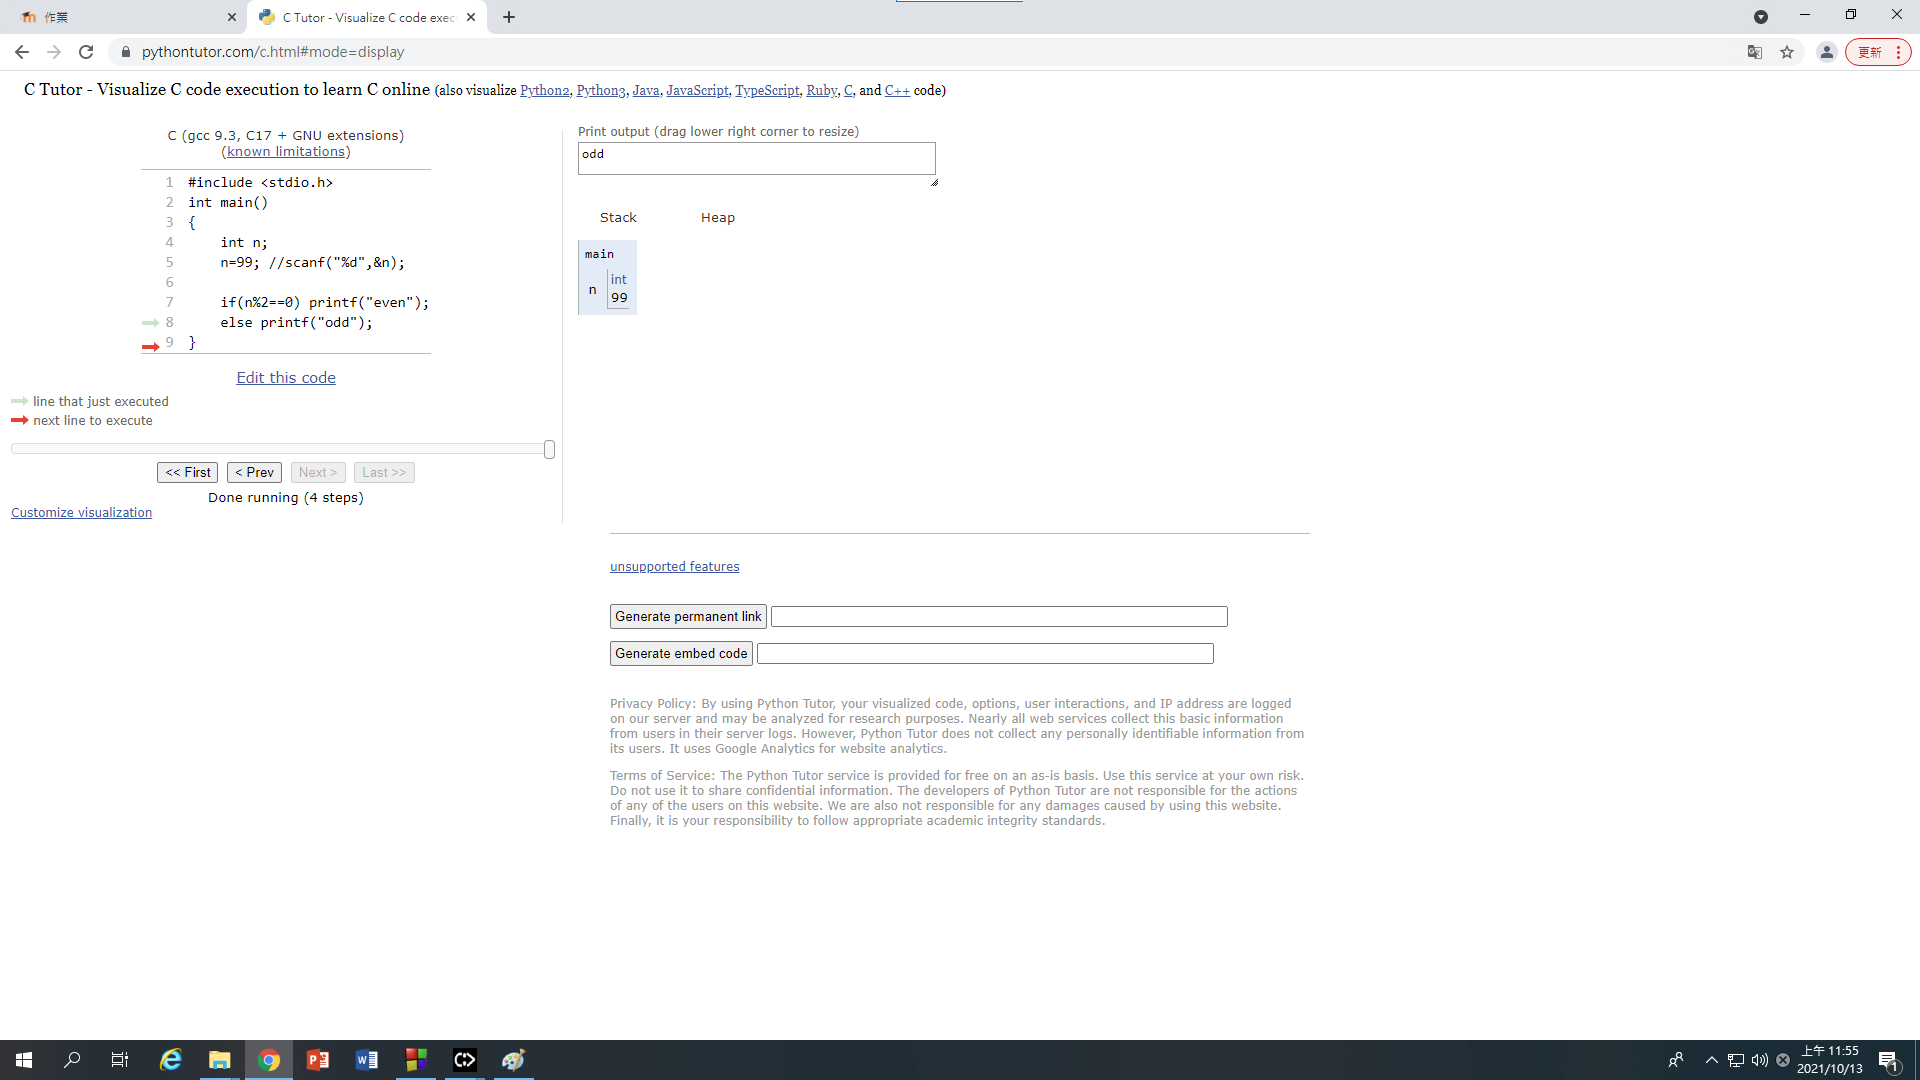 作業
C Tutor - Visualize C code exec
pythontutor.com/c.html#mode=display
更新
C Tutor - Visualize C code execution to learn C online (also visualize Python2, Python3, Java, JavaScript, TypeScript, Ruby, C, and C++ code)
C (gcc 9.3, C17 + GNU extensions)
(known limitations)
1 #include <stdio.h>
2 int main()
3 {
4 int n;
5 n=99; //scanf("%d",&n);
6
7 if(n%2==0) printf("even");
8 else printf("odd");
9 }
Edit this code
line that just executed
next line to execute
<< First < Prev Next > Last >>
Done running (4 steps)
Customize visualization
Print output (drag lower right corner to resize)
odd
Stack Heap
main
int
n 99
unsupported features
Generate permanent link
Generate embed code
Privacy Policy: By using Python Tutor, your visualized code, options, user interactions, and IP address are logged
on our server and may be analyzed for research purposes. Nearly all web services collect this basic information
from users in their server logs. However, Python Tutor does not collect any personally identifiable information from
its users. It uses Google Analytics for website analytics.
Terms of Service: The Python Tutor service is provided for free on an as-is basis. Use this service at your own risk.
Do not use it to share confidential information. The developers of Python Tutor are not responsible for the actions
of any of the users on this website. We are also not responsible for any damages caused by using this website.
Finally, it is your responsibility to follow appropriate academic integrity standards.
上午 11:55
2021/10/13
1